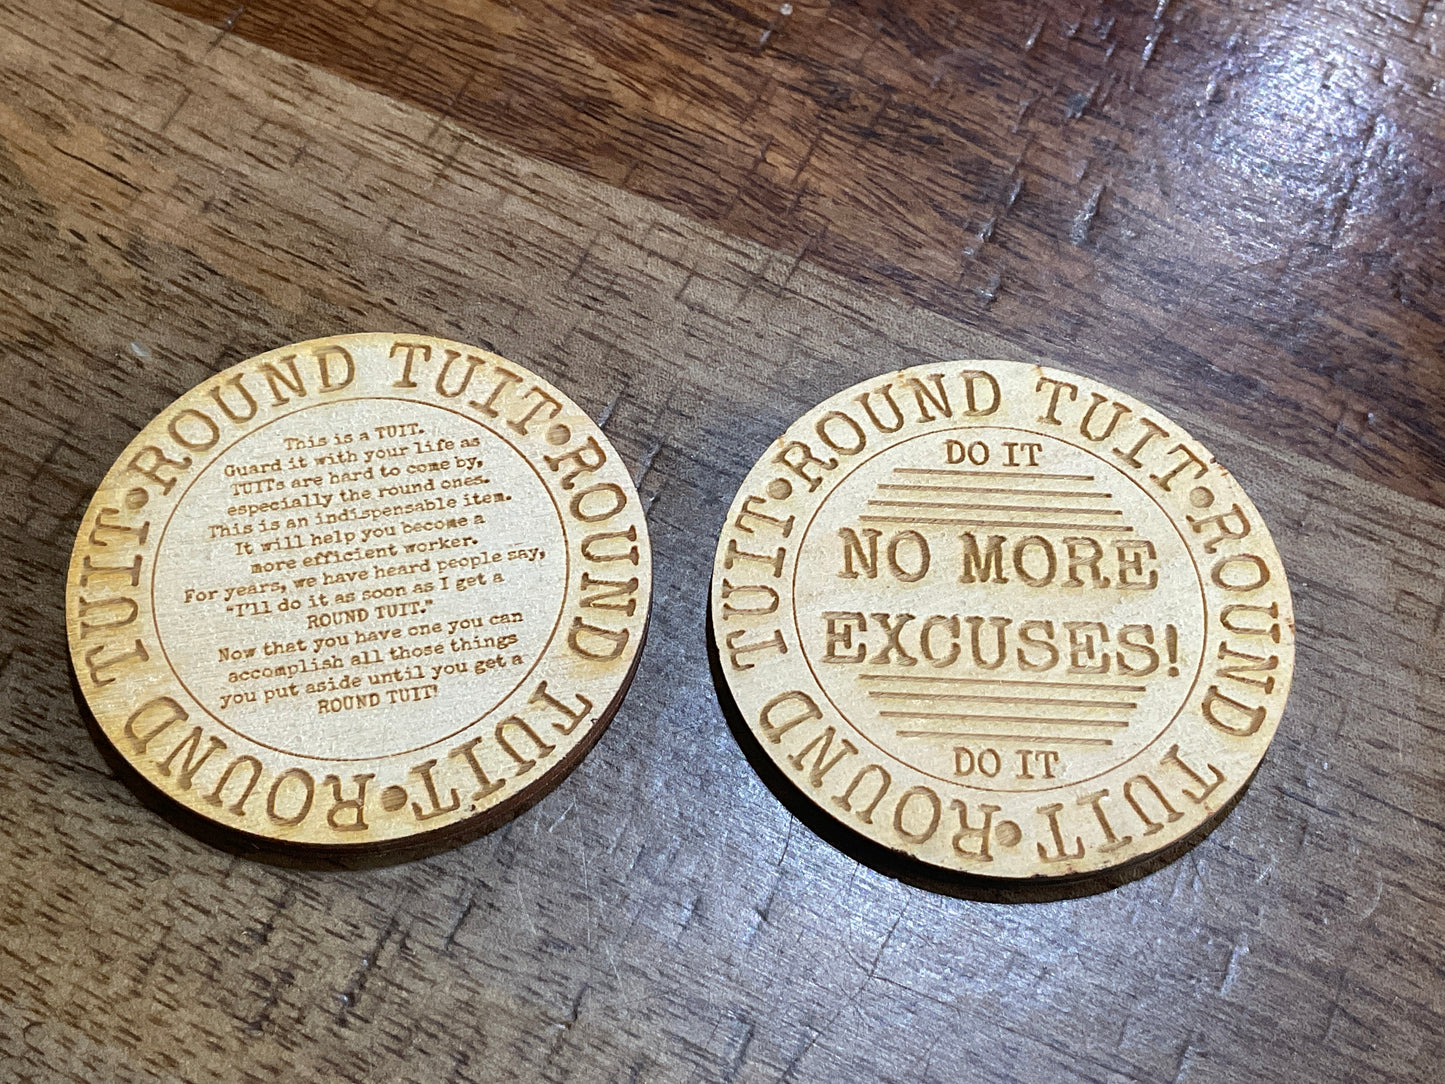 ROUND TUIT•ROUND TUIT•ROUND TUIT•
This is a TUIT.
Guard it with your life as
TUITs are hard to come by,
especially the round ones.
This is an indispensable item.
It will help you become a
more efficient worker.
For years, we have heard people say,
"I'll do it as soon as I get a
ROUND TUIT."
Now that you have one you can
accomplish all those things
you put aside until you get a
ROUND TUIT!
ROUND TUIT•ROUND TUIT•ROUND TUIT•
DO IT
NO MORE
EXCUSES!
DO IT